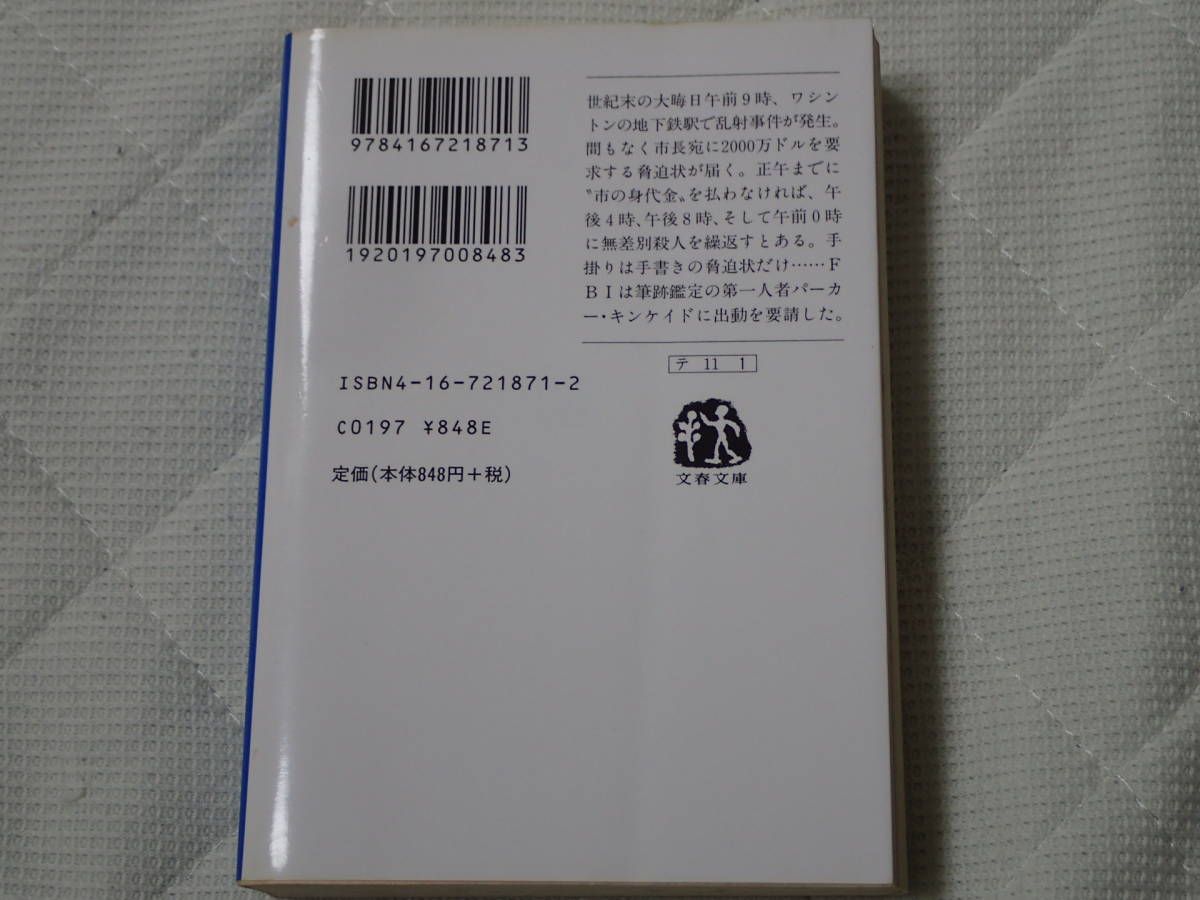 9784167218713
1920197008483
世紀末の大晦日午前9時、ワシン
トンの地下鉄駅で乱射事件が発生。
間もなく市長宛に2000万ドルを要
求する脅迫状が届く。正午までに
〝市の身代金〟を払わなければ、午
後4時、午後8時、そして午前0時
に無差別殺人を繰返すとある。手
掛りは手書きの脅迫状だけ……F
BIは筆跡鑑定の第一人者パーカ
ー・キンケイドに出動を要請した。
テ 11 1
文春文庫
ISBN4-16-721871-2
C0197 ¥848E
定価(本体848円+税)